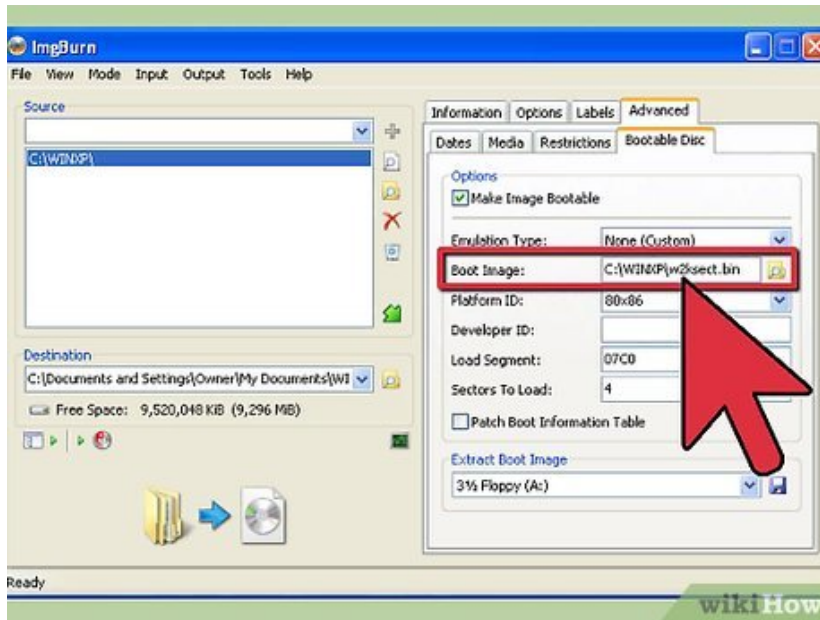 ImgBurn
File View Mode Input Output Tools Help
Source
C:\WINXP\
Destination
C:\Documents and Settings\Owner\My Documents\WI
Free Space: 9,520,048 KiB (9,296 MiB)
Information Options Labels Advanced
Dates Media Restrictions Bootable Disc
Options
Make Image Bootable
Emulation Type: None (Custom)
Boot Image: C:\WINXP\w2ksect.bin
Platform ID: 80x86
Developer ID:
Load Segment: 07C0
Sectors To Load: 4
Patch Boot Information Table
Extract Boot Image
3½ Floppy (A:)
Ready
wikiHow